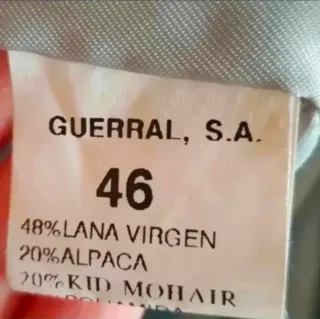 GUERRAL, S.A.
46
48%LANA VIRGEN
20%ALPACA
20%KID MOHAIR